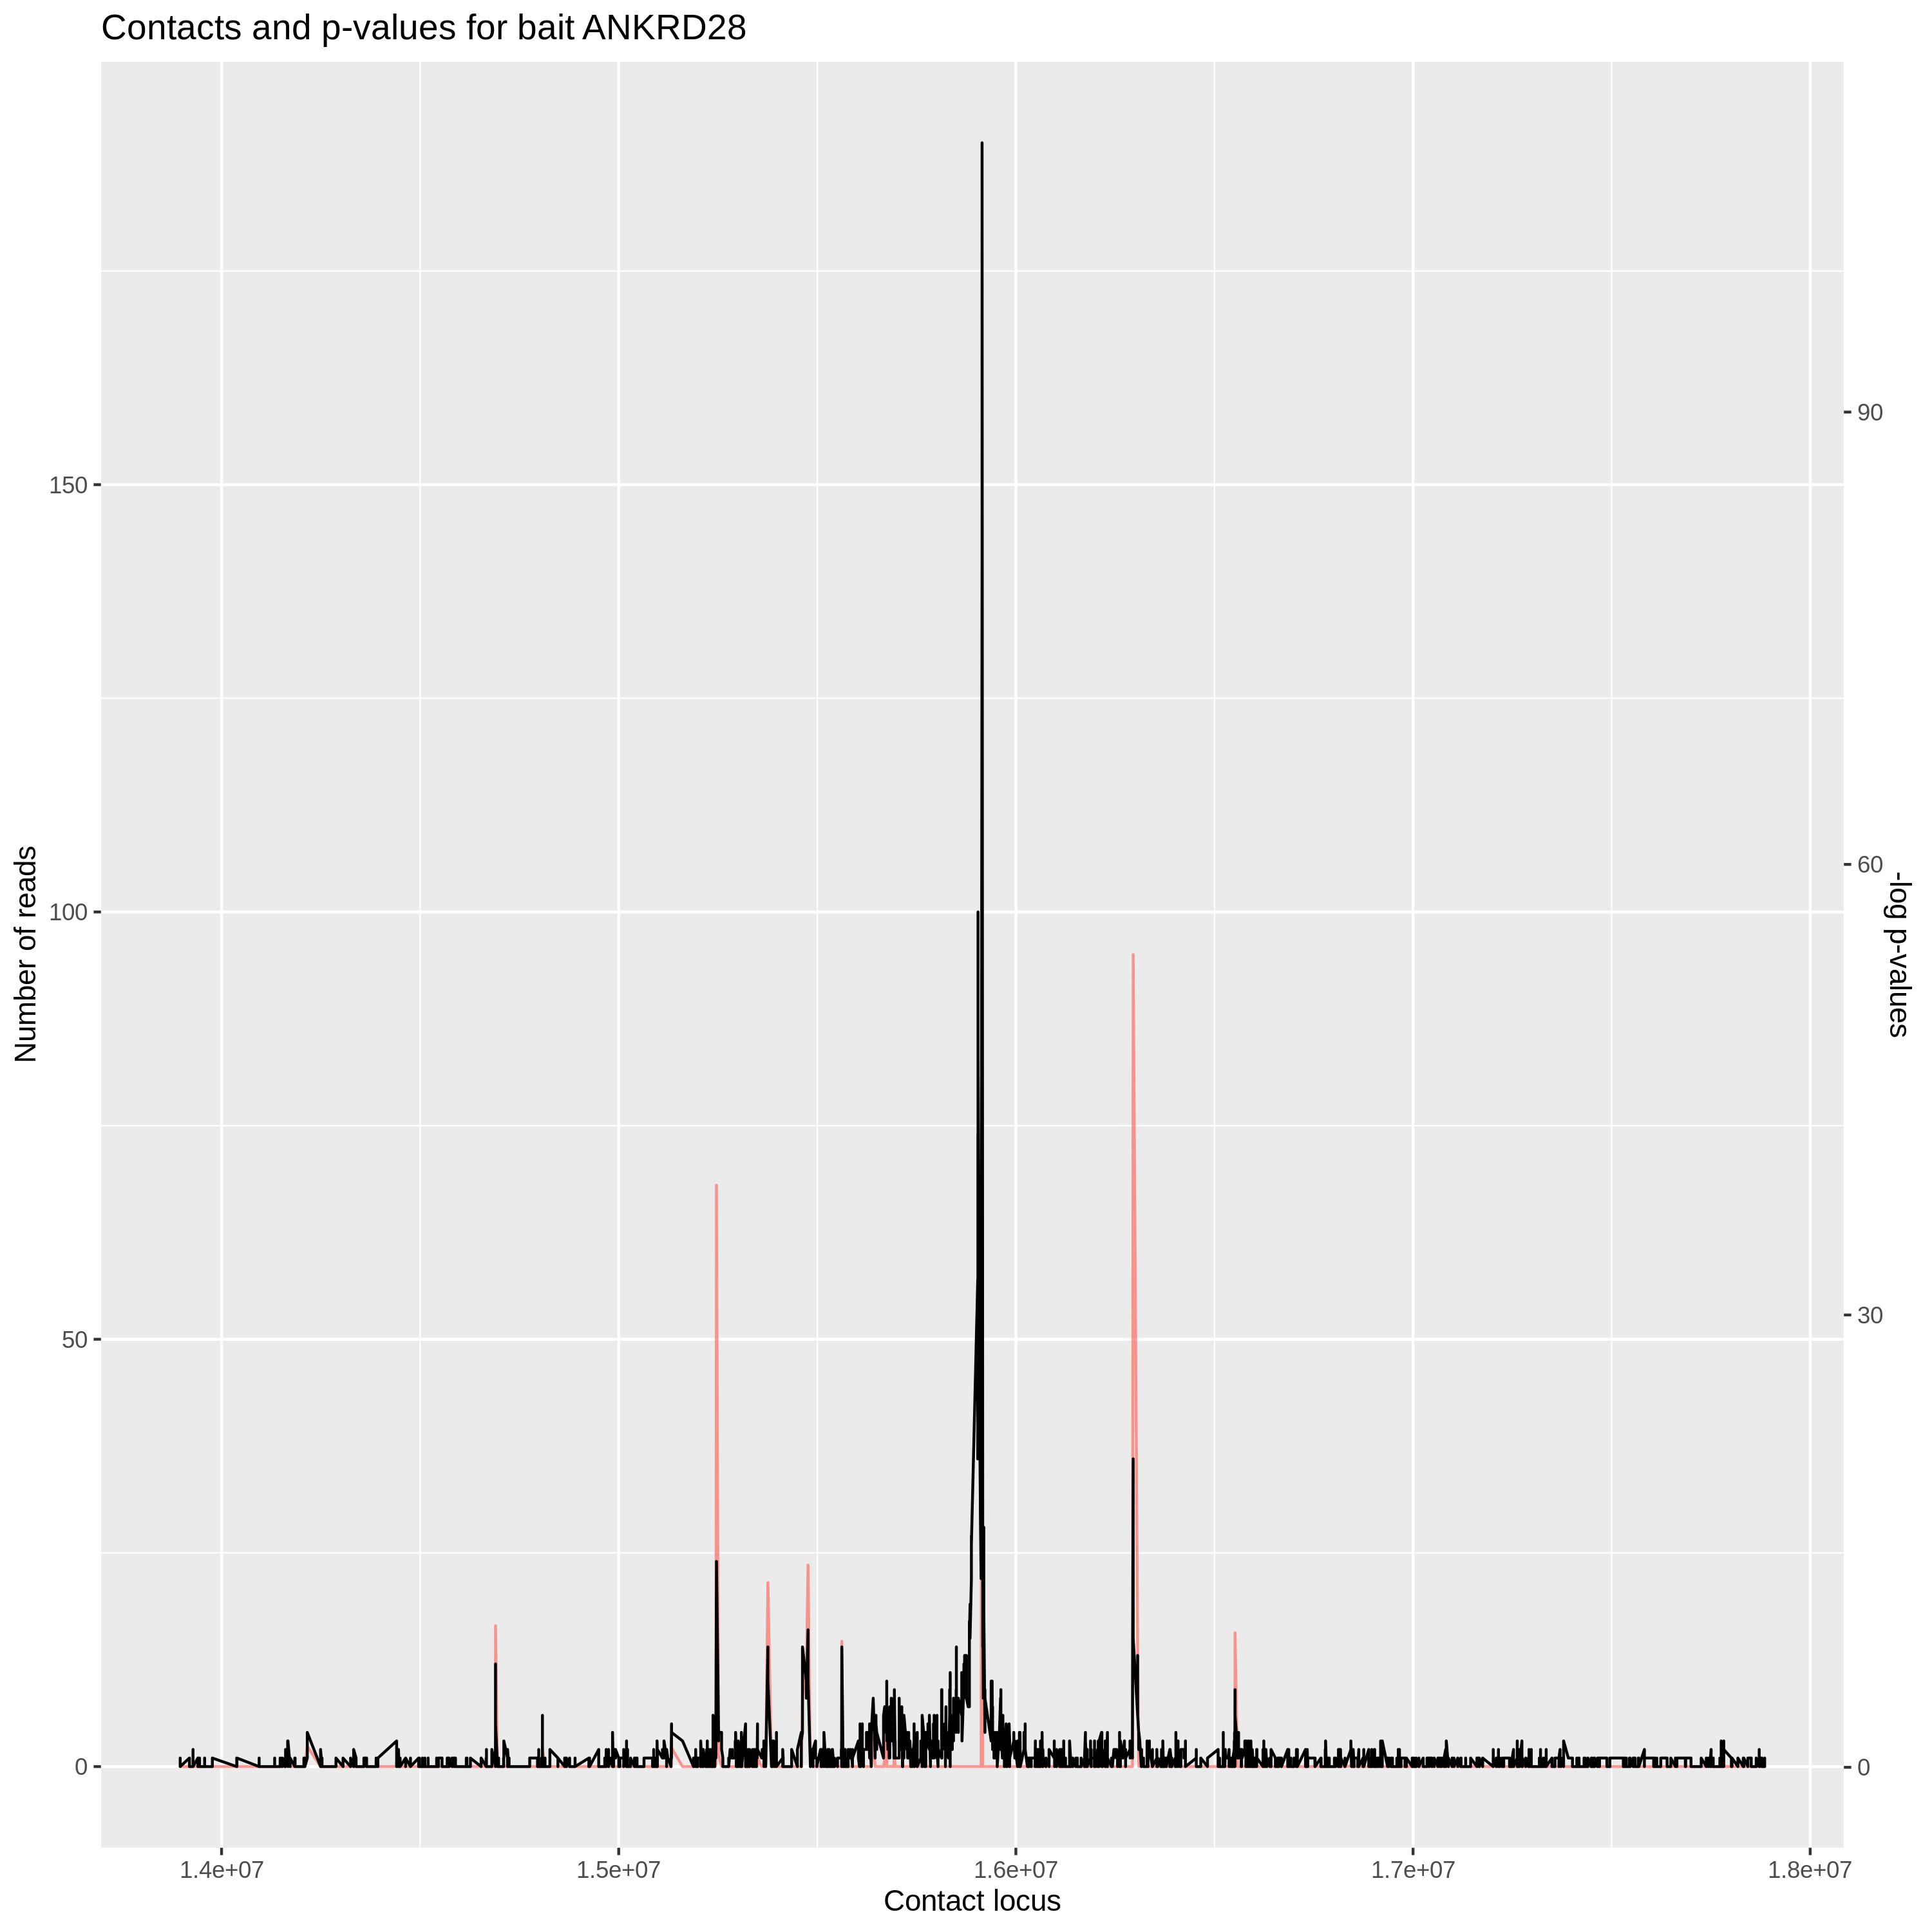 Contacts and p-values for bait ANKRD28
Number of reads
150
100
50
0
90
60
30
0
-log p-values
1.4e+07
1.5e+07
1.6e+07
1.7e+07
1.8e+07
Contact locus